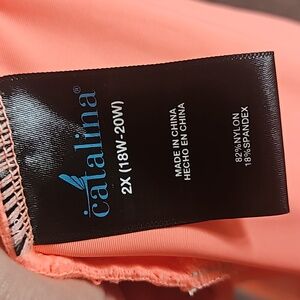 catalina®
2X (18W-20W)
MADE IN CHINA
HECHO EN CHINA
82%NYLON
18%SPANDEX